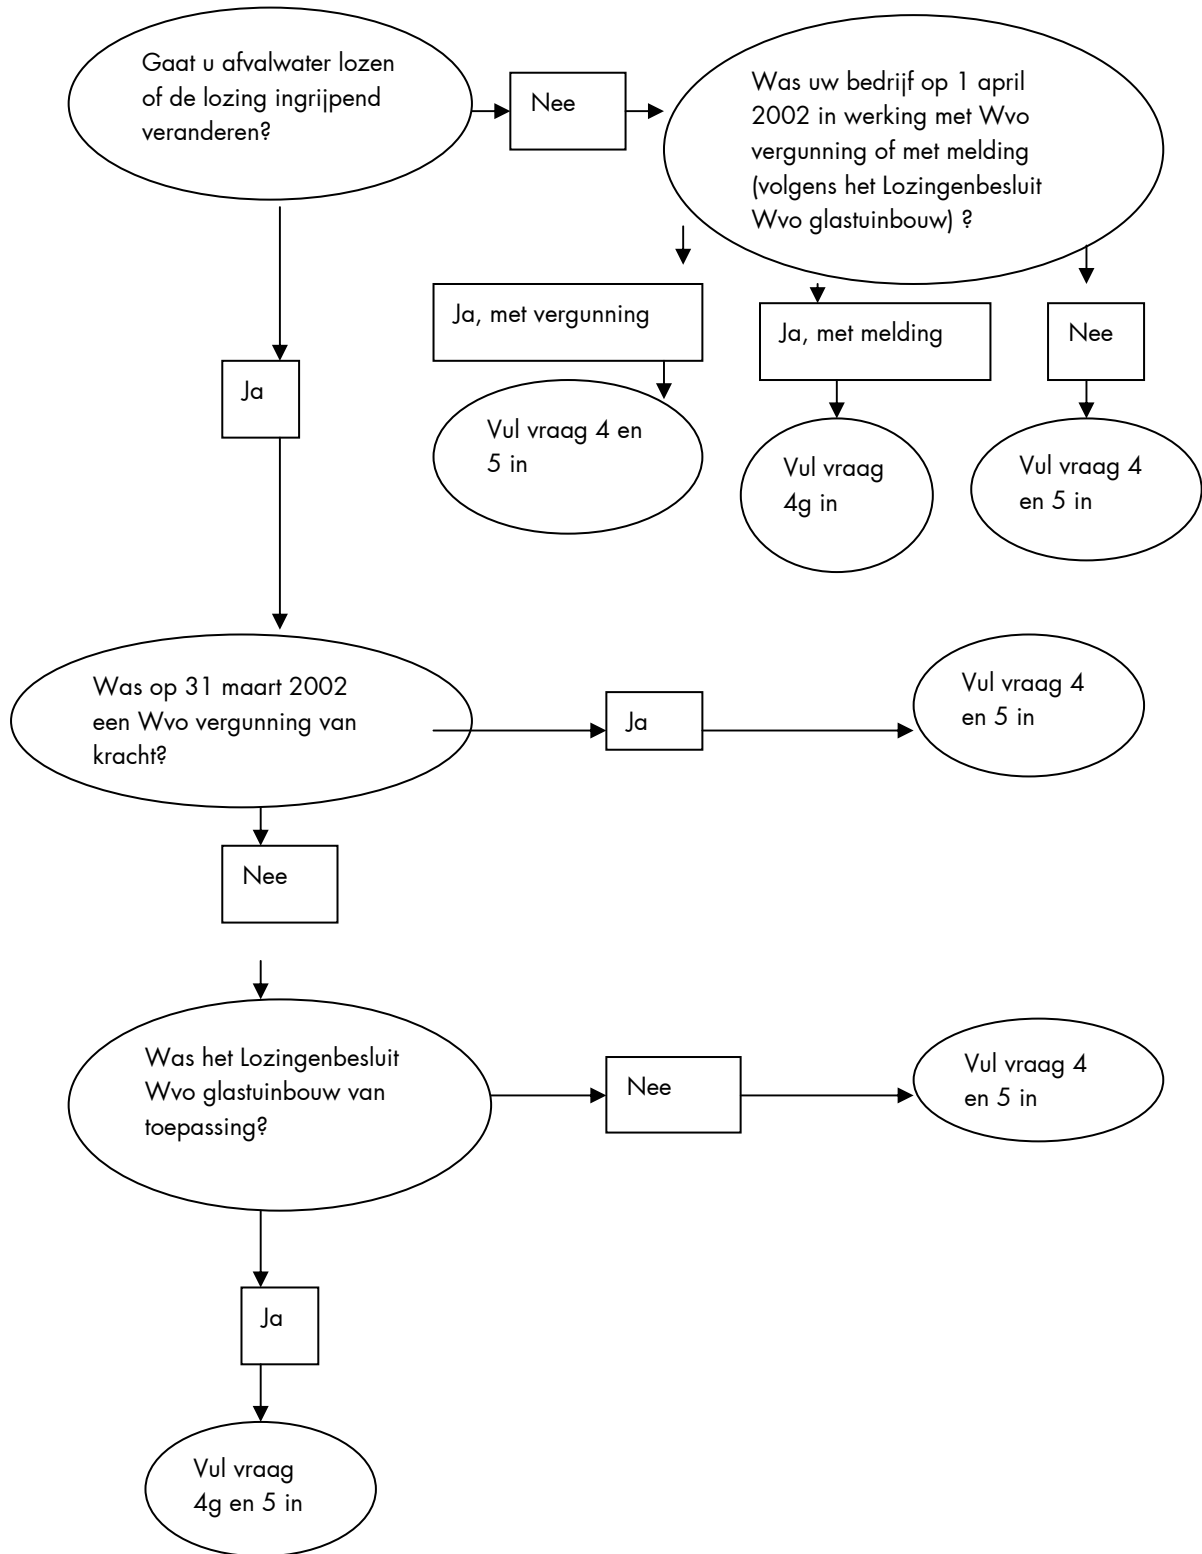 Gaat u afvalwater lozen
of de lozing ingrijpend
veranderen?
Nee
Was uw bedrijf op 1 april
2002 in werking met Wvo
vergunning of met melding
(volgens het Lozingenbesluit
Wvo glastuinbouw) ?
Ja, met vergunning
Ja, met melding
Nee
Ja
Vul vraag 4 en
5 in
Vul vraag
4g in
Vul vraag 4
en 5 in
Was op 31 maart 2002
een Wvo vergunning van
kracht?
Ja
Vul vraag 4
en 5 in
Nee
Was het Lozingenbesluit
Wvo glastuinbouw van
toepassing?
Nee
Vul vraag 4
en 5 in
Ja
Vul vraag
4g en 5 in